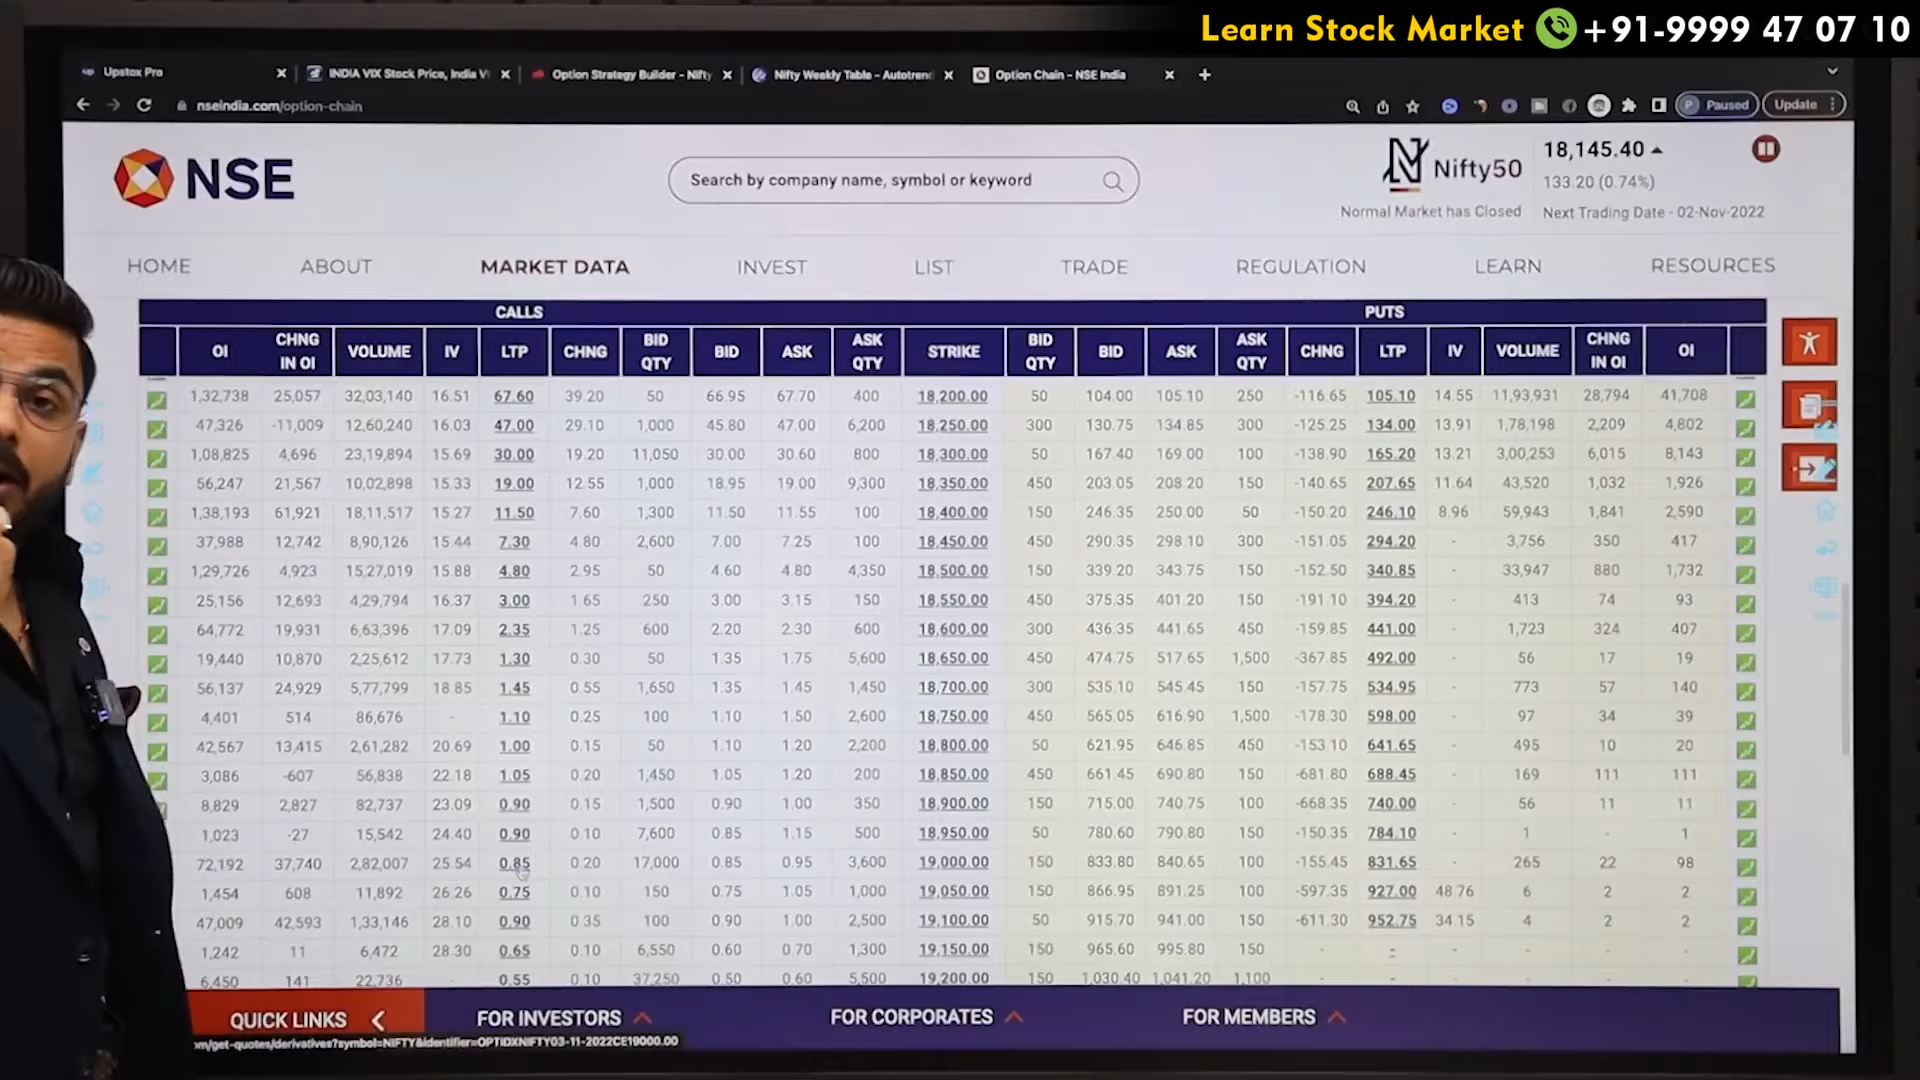 Learn Stock Market +91-9999 47 07 10
Upstox Pro
INDIA VIX Stock Price, India V
Option Strategy Builder - Nifty
Nifty Weekly Table - Autotrend
Option Chain - NSE India
nseindia.com/option-chain
P Paused
Update
NSE
Search by company name, symbol or keyword
Nifty50
18,145.40
133.20 (0.74%)
Normal Market has Closed
Next Trading Date - 02-Nov-2022
HOME ABOUT MARKET DATA INVEST LIST TRADE REGULATION LEARN RESOURCES
CALLS PUTS
OI CHNG IN OI VOLUME IV LTP CHNG BID QTY BID ASK ASK QTY STRIKE BID QTY BID ASK ASK QTY CHNG LTP IV VOLUME CHNG IN OI OI
1,32,738 25,057 32,03,140 16.51 67.60 39.20 50 66.95 67.70 400 18,200.00 50 104.00 105.10 250 -116.65 105.10 14.55 11,93,931 28,794 41,708
47,326 -11,009 12,60,240 16.03 47.00 29.10 1,000 45.80 47.00 6,200 18,250.00 300 130.75 134.85 300 -125.25 134.00 13.91 1,78,198 2,209 4,802
1,08,825 4,696 23,19,894 15.69 30.00 19.20 11,050 30.00 30.60 800 18,300.00 50 167.40 169.00 100 -138.90 165.20 13.21 3,00,253 6,015 8,143
56,247 21,567 10,02,898 15.33 19.00 12.55 1,000 18.95 19.00 9,300 18,350.00 450 203.05 208.20 150 -140.65 207.65 11.64 43,520 1,032 1,926
1,38,193 61,921 18,11,517 15.27 11.50 7.60 1,300 11.50 11.55 100 18,400.00 150 246.35 250.00 50 -150.20 246.10 8.96 59,943 1,841 2,590
37,988 12,742 8,90,126 15.44 7.30 4.80 2,600 7.00 7.25 100 18,450.00 450 290.35 298.10 300 -151.05 294.20 - 3,756 350 417
1,29,726 4,923 15,27,019 15.88 4.80 2.95 50 4.60 4.80 4,350 18,500.00 150 339.20 343.75 150 -152.50 340.85 - 33,947 880 1,732
25,156 12,693 4,29,794 16.37 3.00 1.65 250 3.00 3.15 150 18,550.00 450 375.35 401.20 150 -191.10 394.20 - 413 74 93
64,772 19,931 6,63,396 17.09 2.35 1.25 600 2.20 2.30 600 18,600.00 300 436.35 441.65 450 -159.85 441.00 - 1,723 324 407
19,440 10,870 2,25,612 17.73 1.30 0.30 50 1.35 1.75 5,600 18,650.00 450 474.75 517.65 1,500 -367.85 492.00 - 56 17 19
56,137 24,929 5,77,799 18.85 1.45 0.55 1,650 1.35 1.45 1,450 18,700.00 300 535.10 545.45 150 -157.75 534.95 - 773 57 140
4,401 514 86,676 - 1.10 0.25 100 1.10 1.50 2,600 18,750.00 450 565.05 616.90 1,500 -178.30 598.00 - 97 34 39
42,567 13,415 2,61,282 20.69 1.00 0.15 50 1.10 1.20 2,200 18,800.00 50 621.95 646.85 450 -153.10 641.65 - 495 10 20
3,086 -607 56,838 22.18 1.05 0.20 1,450 1.05 1.20 200 18,850.00 450 661.45 690.80 150 -681.80 688.45 - 169 111 111
8,829 2,827 82,737 23.09 0.90 0.15 1,500 0.90 1.00 350 18,900.00 150 715.00 740.75 100 -668.35 740.00 - 56 11 11
1,023 -27 15,542 24.40 0.90 0.10 7,600 0.85 1.15 500 18,950.00 50 780.60 790.80 150 -150.35 784.10 - 1 - 1
72,192 37,740 2,82,007 25.54 0.85 0.20 17,000 0.85 0.95 3,600 19,000.00 150 833.80 840.65 100 -155.45 831.65 - 265 22 98
1,454 608 11,892 26.26 0.75 0.10 150 0.75 1.05 1,000 19,050.00 150 866.95 891.25 100 -597.35 927.00 48.76 6 2 2
47,009 42,593 1,33,146 28.10 0.90 0.35 100 0.90 1.00 2,500 19,100.00 50 915.70 941.00 150 -611.30 952.75 34.15 4 2 2
1,242 11 6,472 28.30 0.65 0.10 6,550 0.60 0.70 1,300 19,150.00 150 965.60 995.80 150 - - - - - -
6,450 141 22,736 0.55 0.10 37,250 0.50 0.60 5,500 19,200.00 150 1,030.40 1,041.20 1,100
QUICK LINKS FOR INVESTORS FOR CORPORATES FOR MEMBERS
om/get-quotes/derivatives?symbol=NIFTY&identifier=OPTIDXNIFTY03-11-2022CE19000.00